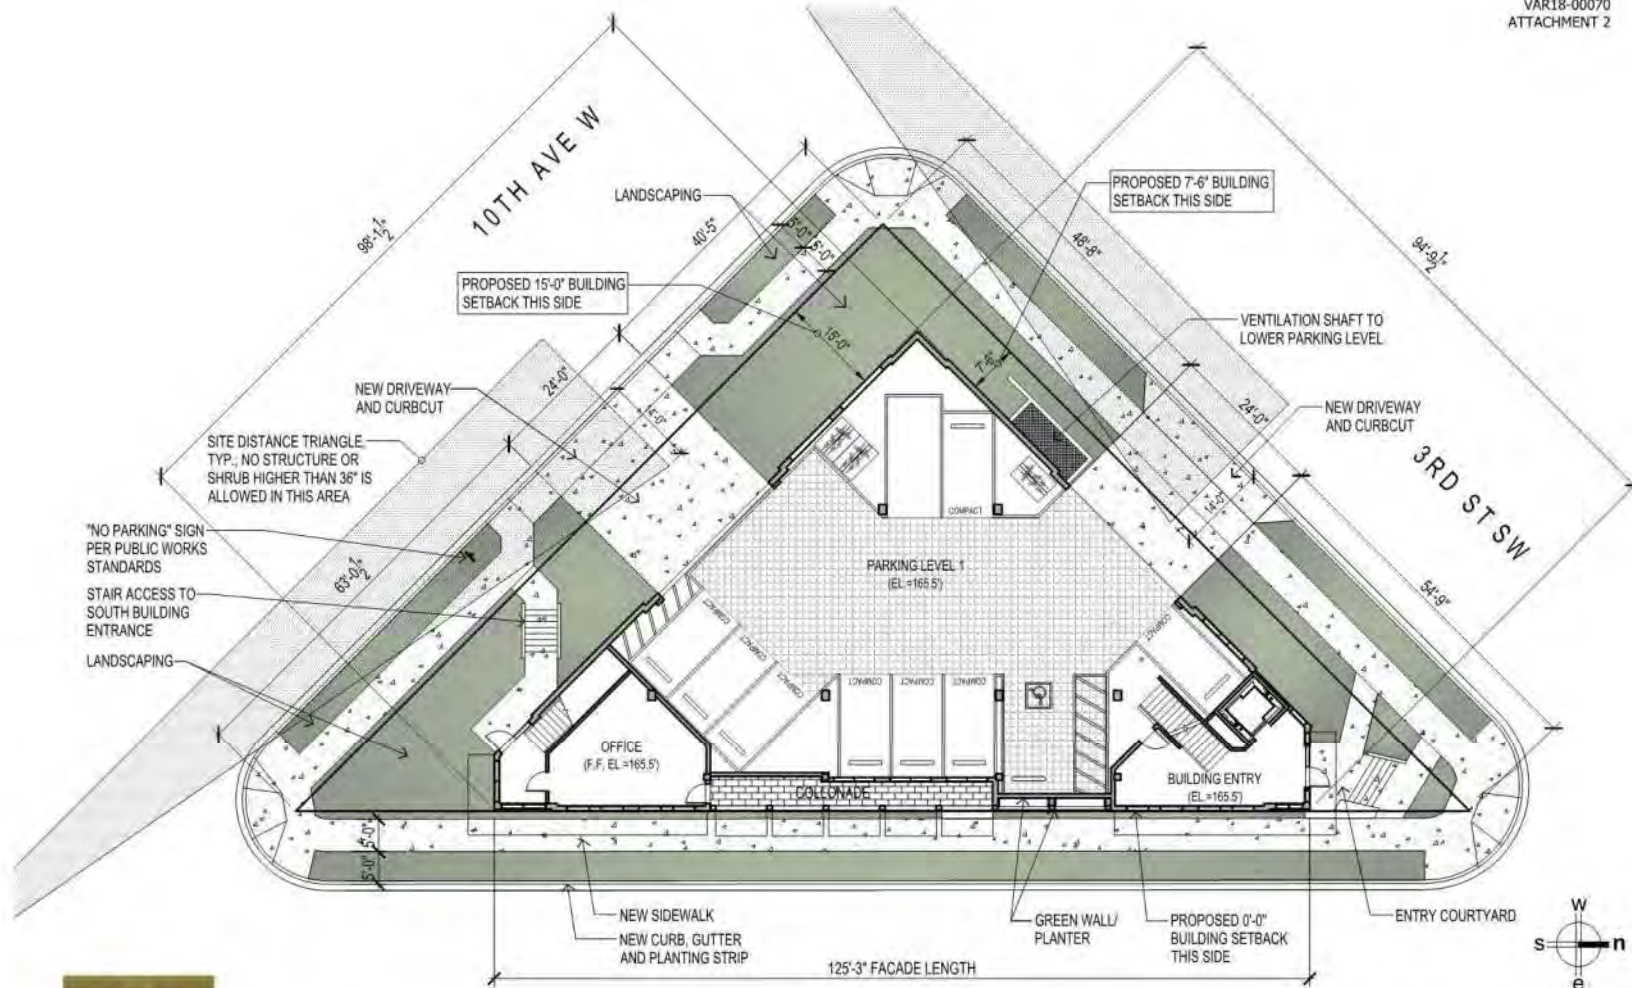 VAR18-00070
ATTACHMENT 2
10TH AVE W
98'-1½"
LANDSCAPING
40'-5"
5'-0"
5'-0"
PROPOSED 7'-6" BUILDING
SETBACK THIS SIDE
48'-8"
94'-9½"
PROPOSED 15'-0" BUILDING
SETBACK THIS SIDE
15'-0"
7'-6"
VENTILATION SHAFT TO
LOWER PARKING LEVEL
NEW DRIVEWAY
AND CURBCUT
24'-0"
14'-0"
24'-0"
NEW DRIVEWAY
AND CURBCUT
SITE DISTANCE TRIANGLE,
TYP.; NO STRUCTURE OR
SHRUB HIGHER THAN 36" IS
ALLOWED IN THIS AREA
3RD ST SW
14'-0"
COMPACT
"NO PARKING" SIGN
PER PUBLIC WORKS
STANDARDS
63'-0½"
PARKING LEVEL 1
(EL.=165.5')
54'-9"
STAIR ACCESS TO
SOUTH BUILDING
ENTRANCE
LANDSCAPING
COMPACT
COMPACT
COMPACT
COMPACT
COMPACT
COMPACT
COMPACT
OFFICE
(F.F. EL.=165.5')
COLLONADE
BUILDING ENTRY
(EL.=165.5')
5'-0"
5'-0"
NEW SIDEWALK
NEW CURB, GUTTER
AND PLANTING STRIP
GREEN WALL/
PLANTER
PROPOSED 0'-0"
BUILDING SETBACK
THIS SIDE
ENTRY COURTYARD
125'-3" FACADE LENGTH
w
s n
e